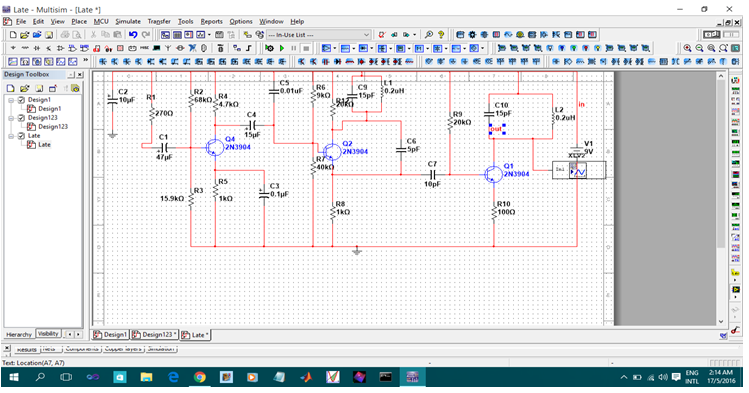 Late - Multisim - [Late *]
File Edit View Place MCU Simulate Transfer Tools Reports Options Window Help
--- In-Use List ---
Design Toolbox
Design1
Design1
Design123
Design123
Late
Late
Hierarchy Visibility
C2
10µF
R1
270Ω
R2
68kΩ
R4
4.7kΩ
C5
0.01uF
R6
9kΩ
R12
20kΩ
C9
15pF
L1
0.2uH
C10
15pF
out
in
L2
0.2uH
R9
20kΩ
V1
9V
XLV2
C4
15µF
C1
47µF
Q4
2N3904
Q2
2N3904
C6
5pF
R7
40kΩ
C7
10pF
Q1
2N3904
R3
15.9kΩ
R5
1kΩ
C3
0.1µF
R8
1kΩ
R10
100Ω
Design1 Design123 * Late *
Results Nets Components Copper layers Simulation
Text: Location(A7, A7)
ENG
INTL
2:14 AM
17/5/2016